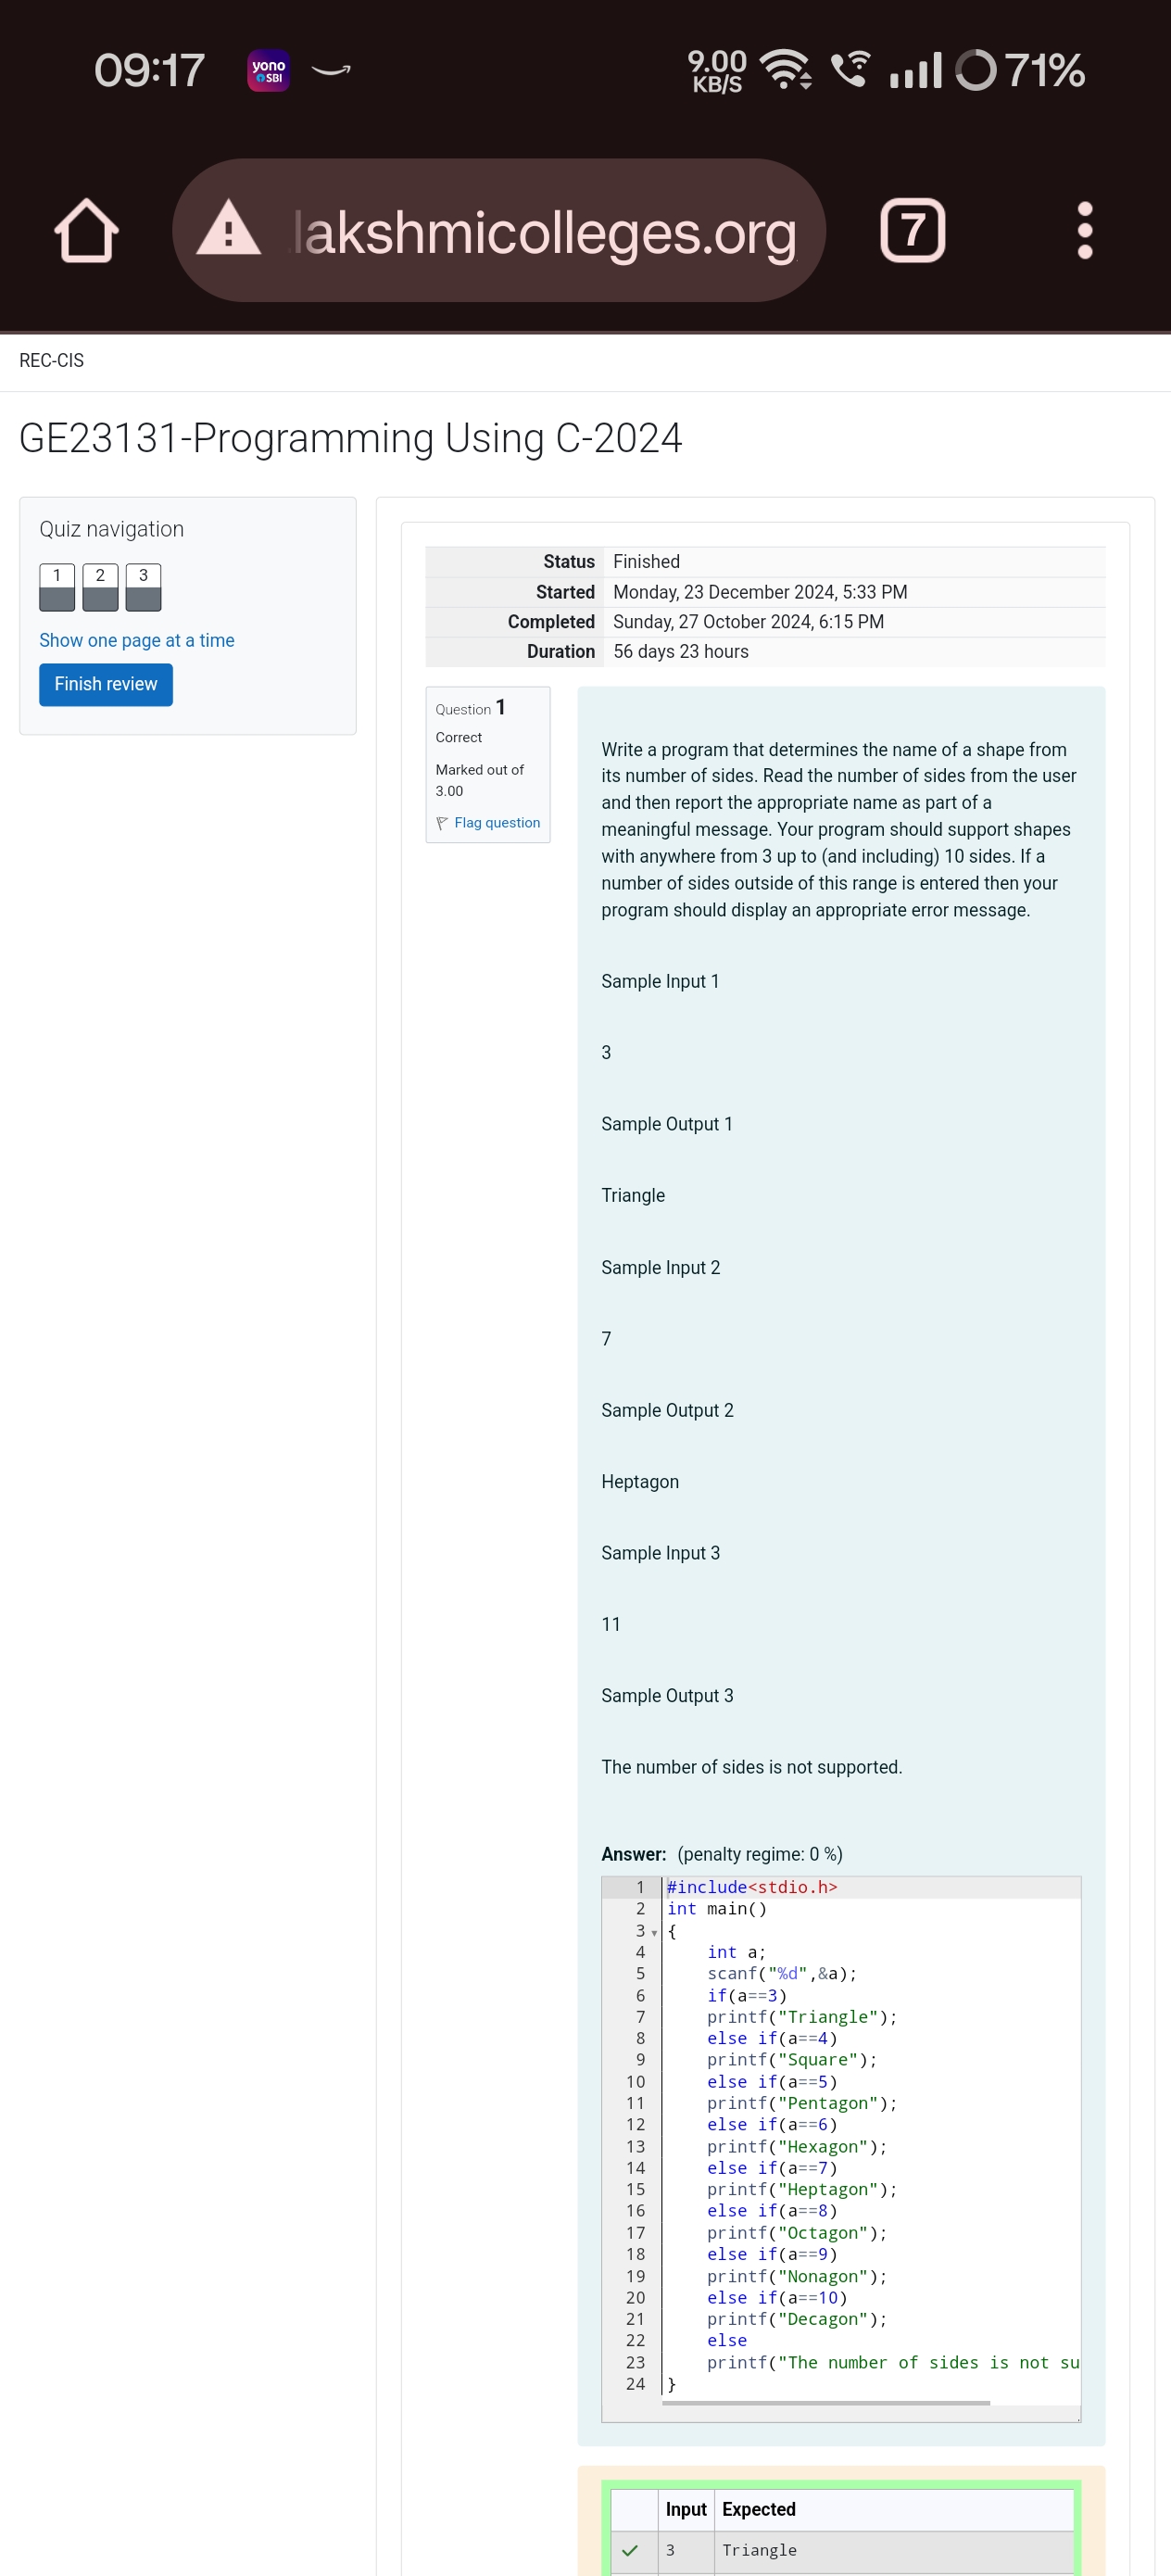 09:17
yono
SBI
9.00
KB/S
71%
lakshmicolleges.org
7
REC-CIS
GE23131-Programming Using C-2024
Quiz navigation
1 2 3
Show one page at a time
Finish review
Status Finished
Started Monday, 23 December 2024, 5:33 PM
Completed Sunday, 27 October 2024, 6:15 PM
Duration 56 days 23 hours
Question 1
Correct
Marked out of
3.00
Flag question
Write a program that determines the name of a shape from
its number of sides. Read the number of sides from the user
and then report the appropriate name as part of a
meaningful message. Your program should support shapes
with anywhere from 3 up to (and including) 10 sides. If a
number of sides outside of this range is entered then your
program should display an appropriate error message.
Sample Input 1
3
Sample Output 1
Triangle
Sample Input 2
7
Sample Output 2
Heptagon
Sample Input 3
11
Sample Output 3
The number of sides is not supported.
Answer: (penalty regime: 0 %)
1 #include<stdio.h>
2 int main()
3 {
4 int a;
5 scanf("%d",&a);
6 if(a==3)
7 printf("Triangle");
8 else if(a==4)
9 printf("Square");
10 else if(a==5)
11 printf("Pentagon");
12 else if(a==6)
13 printf("Hexagon");
14 else if(a==7)
15 printf("Heptagon");
16 else if(a==8)
17 printf("Octagon");
18 else if(a==9)
19 printf("Nonagon");
20 else if(a==10)
21 printf("Decagon");
22 else
23 printf("The number of sides is not su
24 }
Input Expected
3 Triangle